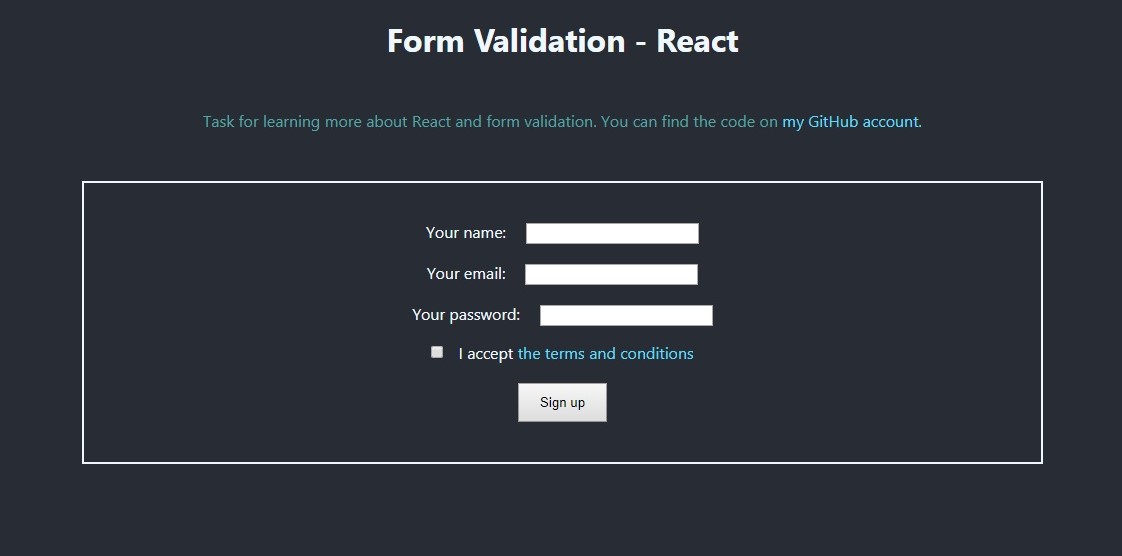 Form Validation - React
Task for learning more about React and form validation. You can find the code on my GitHub account.
Your name:
Your email:
Your password:
I accept the terms and conditions
Sign up